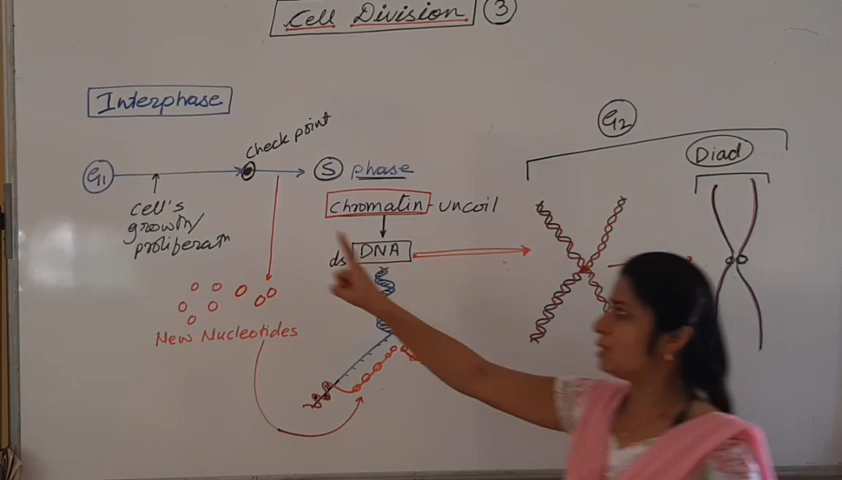 Cell Division 3
Interphase
check point
G1
S phase
cell's
growth/
proliferatn
chromatin - uncoil
ds DNA
New Nucleotides
G2
Diad